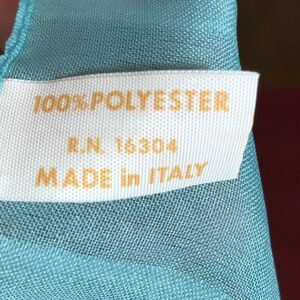 100% POLYESTER
R.N. 16304
MADE in ITALY